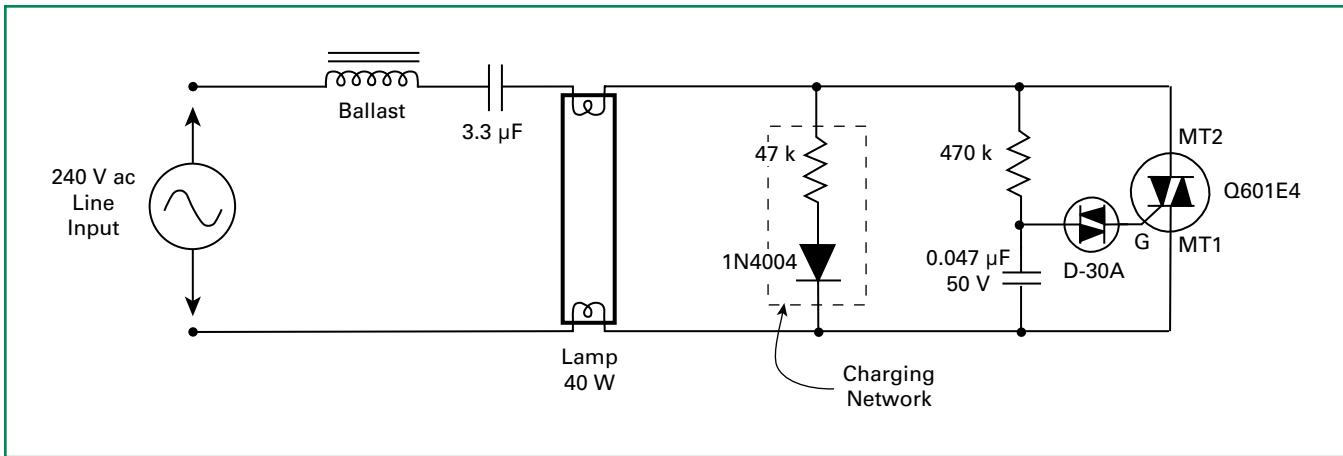 Ballast
3.3 µF
240 V ac
Line
Input
Lamp
40 W
47 k
1N4004
Charging
Network
470 k
0.047 µF
50 V
D-30A
G
MT2
Q601E4
MT1